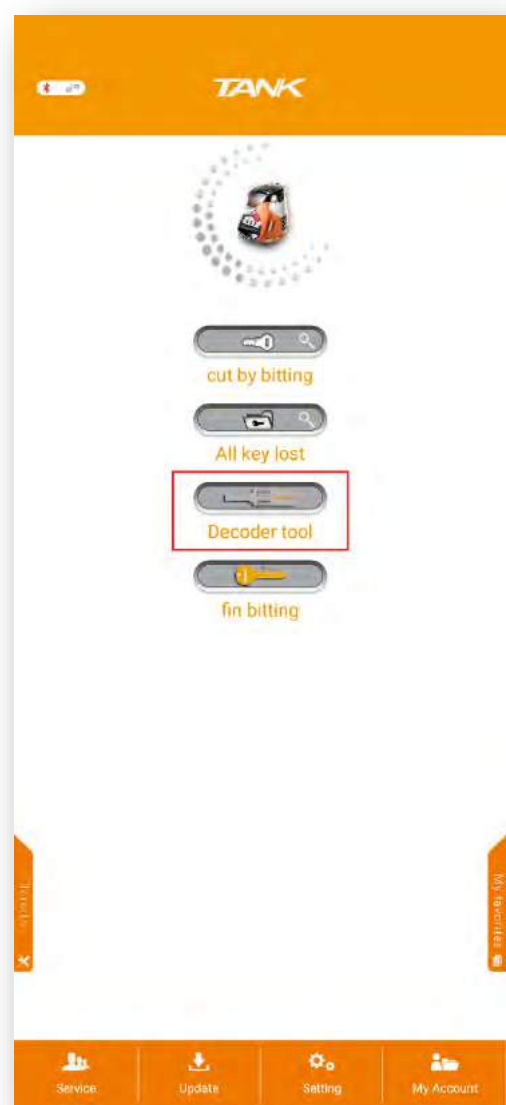 TANK
cut by bitting
All key lost
Decoder tool
fin bitting
My favorites
Service
Update
Setting
My Account